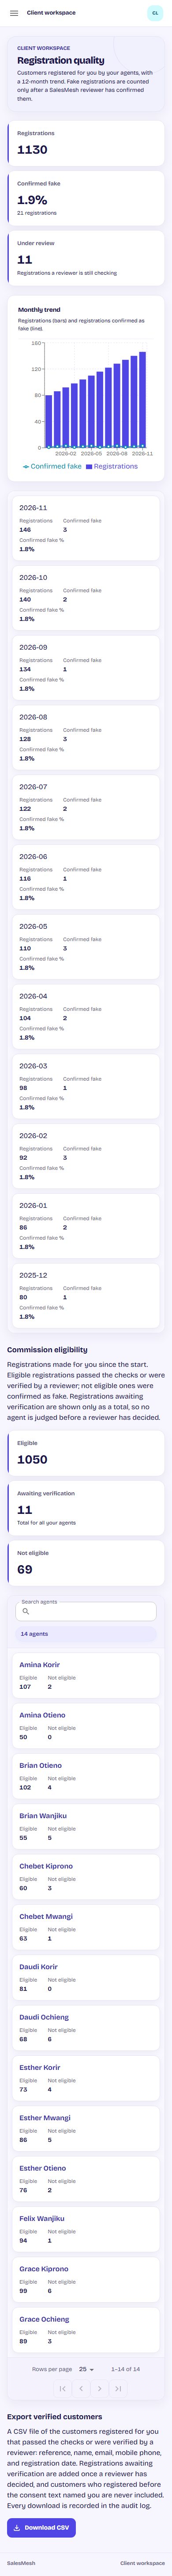 Client workspace
CL
CLIENT WORKSPACE
Registration quality
Customers registered for you by your agents, with
a 12-month trend. Fake registrations are counted
only after a SalesMesh reviewer has confirmed
them.
Registrations
1130
Confirmed fake
1.9%
21 registrations
Under review
11
Registrations a reviewer is still checking
Monthly trend
Registrations (bars) and registrations confirmed as
fake (line).
160
120
80
40
0
2026-02 2026-05 2026-08 2026-11
Confirmed fake Registrations
2026-11
Registrations Confirmed fake
146 3
Confirmed fake %
1.8%
2026-10
Registrations Confirmed fake
140 2
Confirmed fake %
1.8%
2026-09
Registrations Confirmed fake
134 1
Confirmed fake %
1.8%
2026-08
Registrations Confirmed fake
128 3
Confirmed fake %
1.8%
2026-07
Registrations Confirmed fake
122 2
Confirmed fake %
1.8%
2026-06
Registrations Confirmed fake
116 1
Confirmed fake %
1.8%
2026-05
Registrations Confirmed fake
110 3
Confirmed fake %
1.8%
2026-04
Registrations Confirmed fake
104 2
Confirmed fake %
1.8%
2026-03
Registrations Confirmed fake
98 1
Confirmed fake %
1.8%
2026-02
Registrations Confirmed fake
92 3
Confirmed fake %
1.8%
2026-01
Registrations Confirmed fake
86 2
Confirmed fake %
1.8%
2025-12
Registrations Confirmed fake
80 1
Confirmed fake %
1.8%
Commission eligibility
Registrations made for you since the start.
Eligible registrations passed the checks or were
verified by a reviewer; not eligible ones were
confirmed as fake. Registrations awaiting
verification are shown only as a total, so no
agent is judged before a reviewer has decided.
Eligible
1050
Awaiting verification
11
Total for all your agents
Not eligible
69
Search agents
14 agents
Amina Korir
Eligible Not eligible
107 2
Amina Otieno
Eligible Not eligible
50 0
Brian Otieno
Eligible Not eligible
102 4
Brian Wanjiku
Eligible Not eligible
55 5
Chebet Kiprono
Eligible Not eligible
60 3
Chebet Mwangi
Eligible Not eligible
63 1
Daudi Korir
Eligible Not eligible
81 0
Daudi Ochieng
Eligible Not eligible
68 6
Esther Korir
Eligible Not eligible
73 4
Esther Mwangi
Eligible Not eligible
86 5
Esther Otieno
Eligible Not eligible
76 2
Felix Wanjiku
Eligible Not eligible
94 1
Grace Kiprono
Eligible Not eligible
99 6
Grace Ochieng
Eligible Not eligible
89 3
Rows per page 25 1–14 of 14
Export verified customers
A CSV file of the customers registered for you
that passed the checks or were verified by a
reviewer: reference, name, email, mobile phone,
and registration date. Registrations awaiting
verification are added once a reviewer has
decided, and customers who registered before
the consent text named you are never included.
Every download is recorded in the audit log.
Download CSV
SalesMesh Client workspace